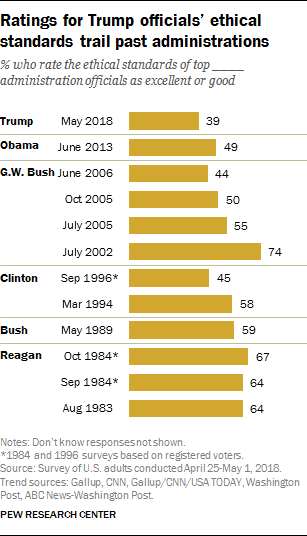 Ratings for Trump officials' ethical
standards trail past administrations
% who rate the ethical standards of top ____
administration officials as excellent or good
Trump May 2018 39
Obama June 2013 49
G.W. Bush June 2006 44
Oct 2005 50
July 2005 55
July 2002 74
Clinton Sep 1996* 45
Mar 1994 58
Bush May 1989 59
Reagan Oct 1984* 67
Sep 1984* 64
Aug 1983 64
Notes: Don't know responses not shown.
*1984 and 1996 surveys based on registered voters.
Source: Survey of U.S. adults conducted April 25-May 1, 2018.
Trend sources: Gallup, CNN, Gallup/CNN/USA TODAY, Washington
Post, ABC News-Washington Post.
PEW RESEARCH CENTER